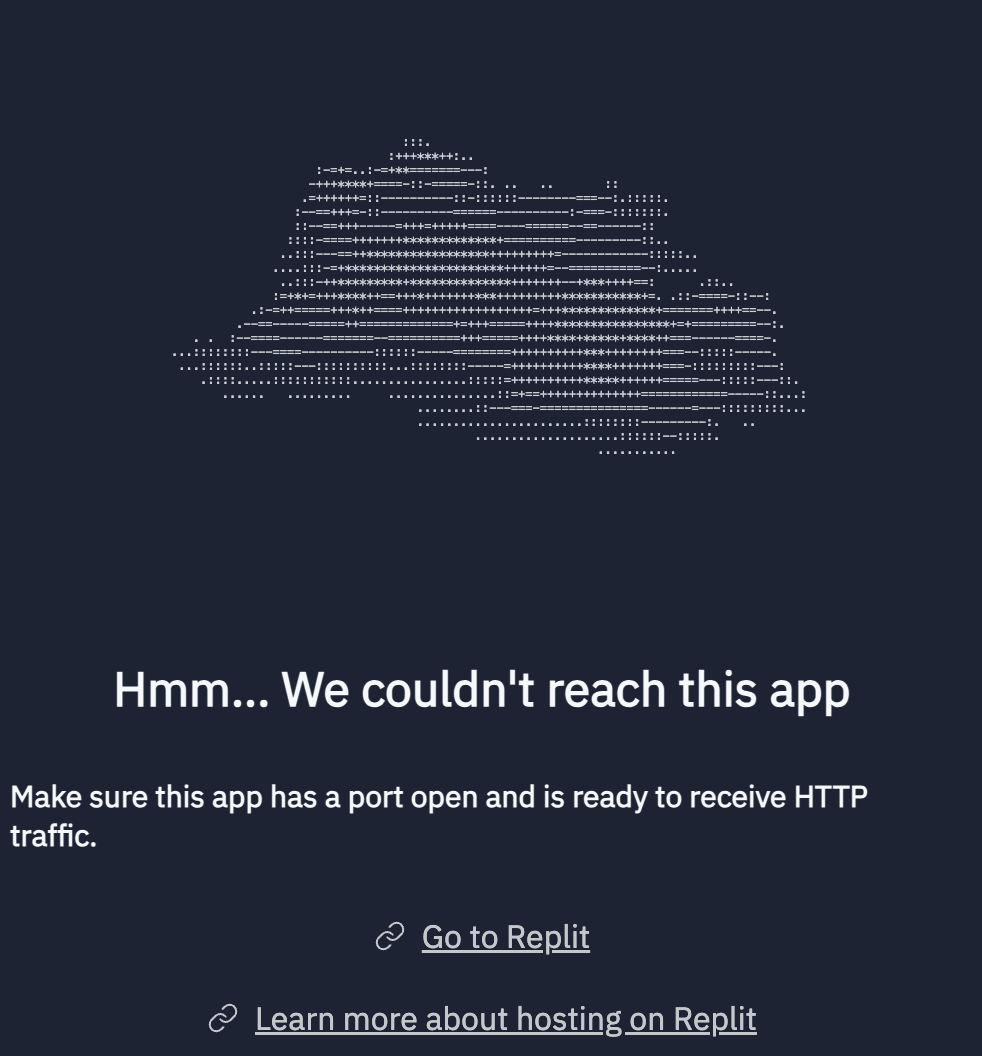 Hmm... We couldn't reach this app
Make sure this app has a port open and is ready to receive HTTP
traffic.
Go to Replit
Learn more about hosting on Replit